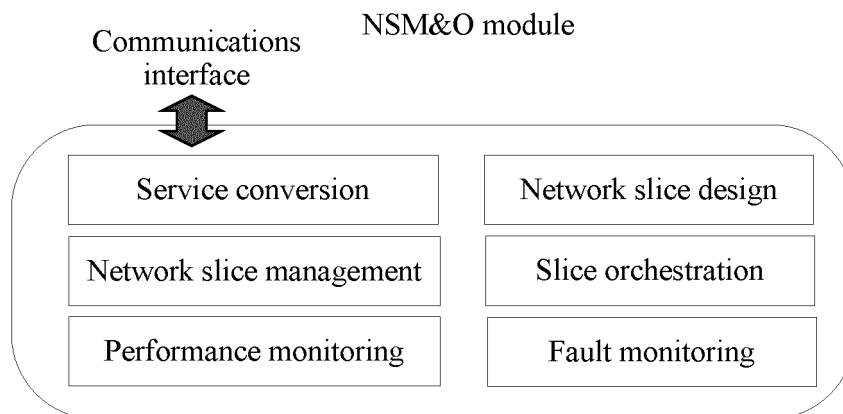 NSM&O module
Communications
interface
Service conversion
Network slice design
Network slice management
Slice orchestration
Performance monitoring
Fault monitoring